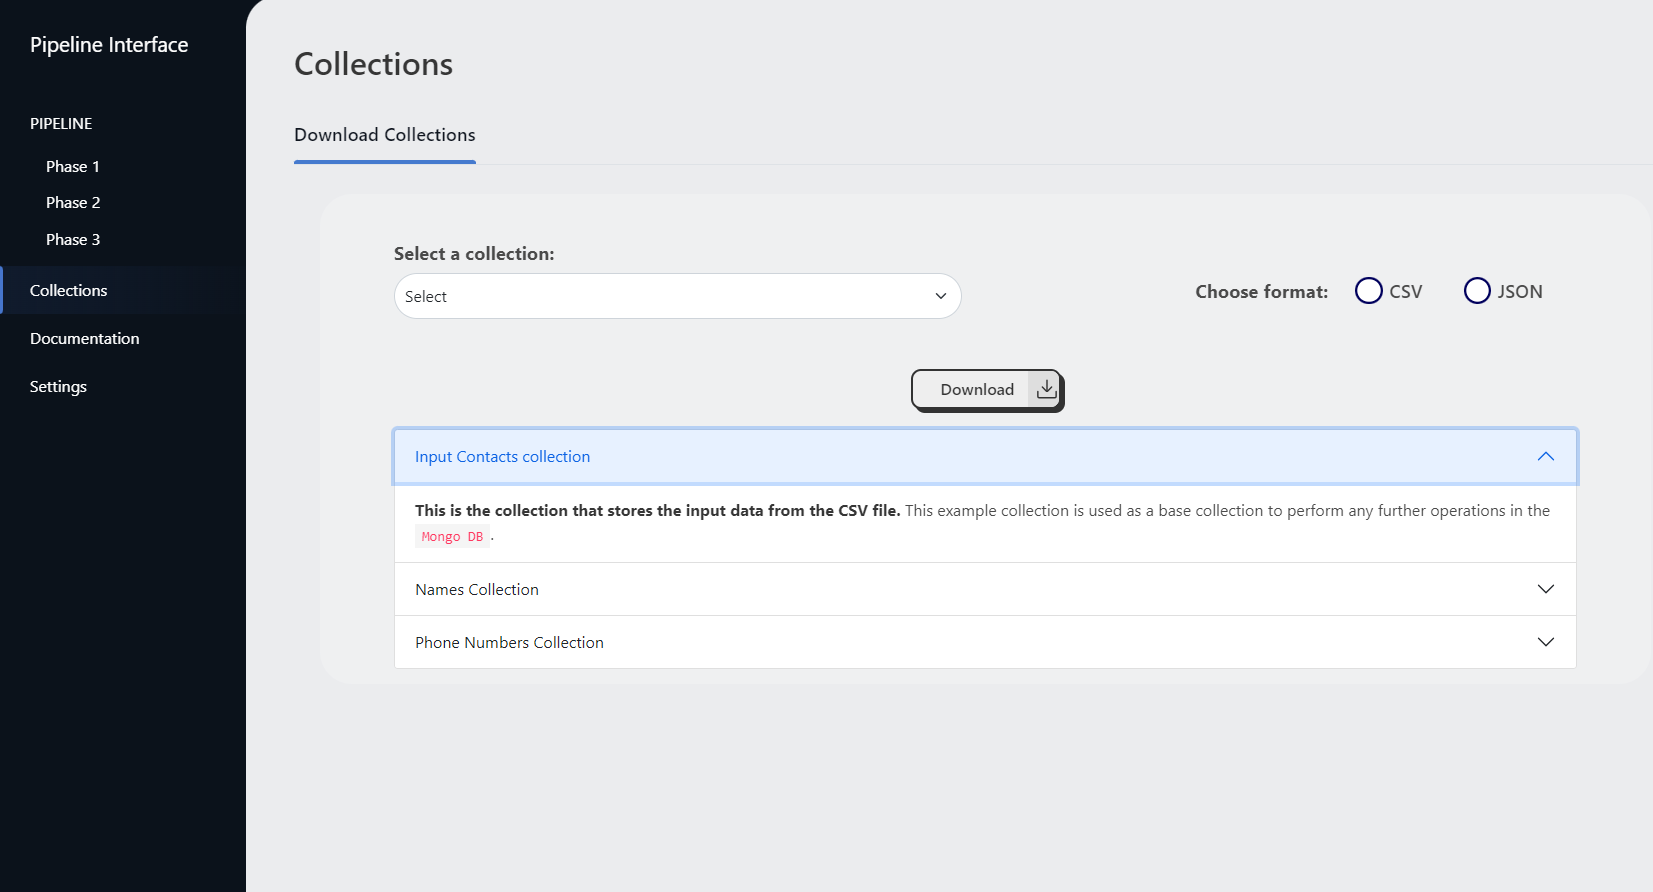 Pipeline Interface
PIPELINE
Phase 1
Phase 2
Phase 3
Collections
Documentation
Settings
Collections
Download Collections
Select a collection:
Select
Choose format:
CSV
JSON
Download
Input Contacts collection
This is the collection that stores the input data from the CSV file. This example collection is used as a base collection to perform any further operations in the
Mongo DB .
Names Collection
Phone Numbers Collection